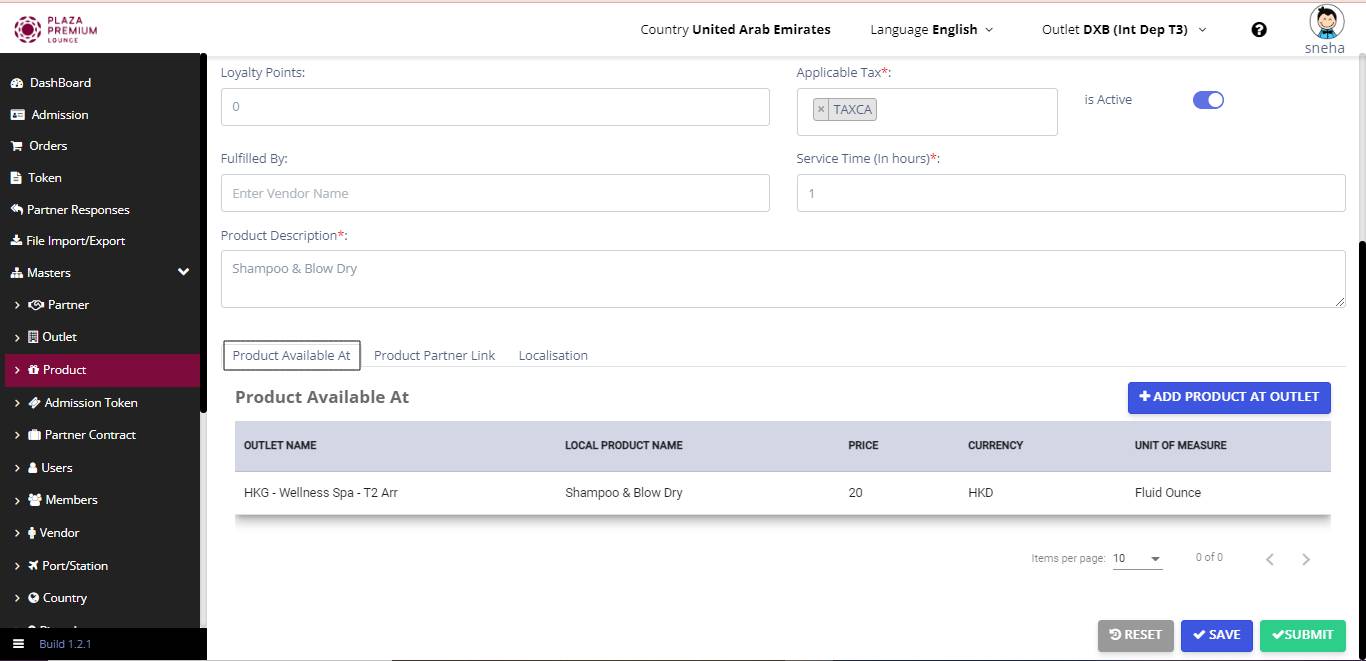 PLAZA
PREMIUM
LOUNGE
Country United Arab Emirates
Language English
Outlet DXB (Int Dep T3)
sneha
DashBoard
Admission
Orders
Token
Partner Responses
File Import/Export
Masters
Partner
Outlet
Product
Admission Token
Partner Contract
Users
Members
Vendor
Port/Station
Country
Build 1.2.1
Loyalty Points:
0
Applicable Tax*:
× TAXCA
is Active
Fulfilled By:
Enter Vendor Name
Service Time (In hours)*:
1
Product Description*:
Shampoo & Blow Dry
Product Available At Product Partner Link Localisation
Product Available At
ADD PRODUCT AT OUTLET
OUTLET NAME LOCAL PRODUCT NAME PRICE CURRENCY UNIT OF MEASURE
HKG - Wellness Spa - T2 Arr Shampoo & Blow Dry 20 HKD Fluid Ounce
Items per page: 10 0 of 0
RESET SAVE SUBMIT